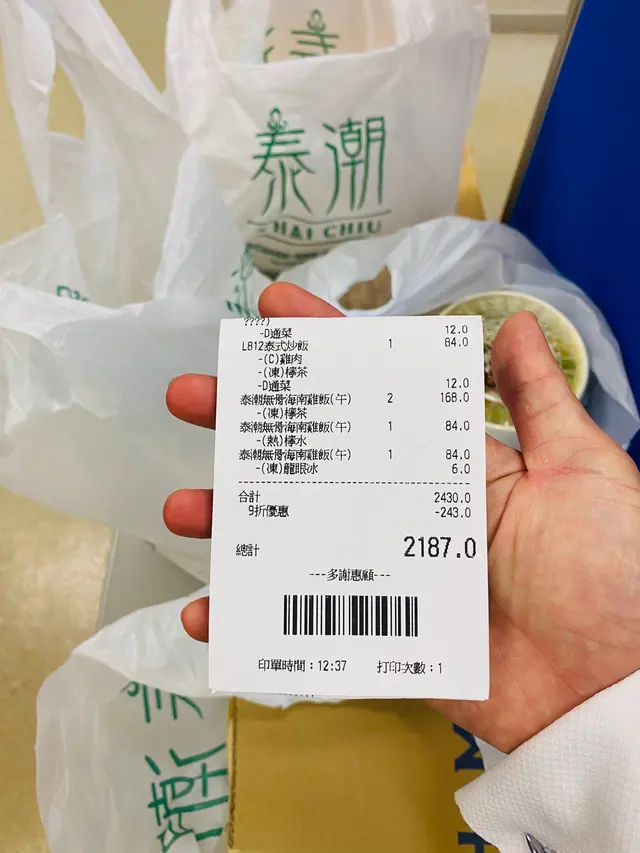 泰潮
THAI CHIU
????)
-D通菜 12.0
L812泰式炒飯 1 84.0
-(C)雞肉
-(凍)檸茶
-D通菜 12.0
泰潮無骨海南雞飯(午) 2 168.0
-(凍)檸茶
泰潮無骨海南雞飯(午) 1 84.0
-(熱)檸水
泰潮無骨海南雞飯(午) 1 84.0
-(凍)龍眼冰 6.0
合計 2430.0
9折優惠 -243.0
總計 2187.0
---多謝惠顧---
印單時間：12:37 打印次數：1